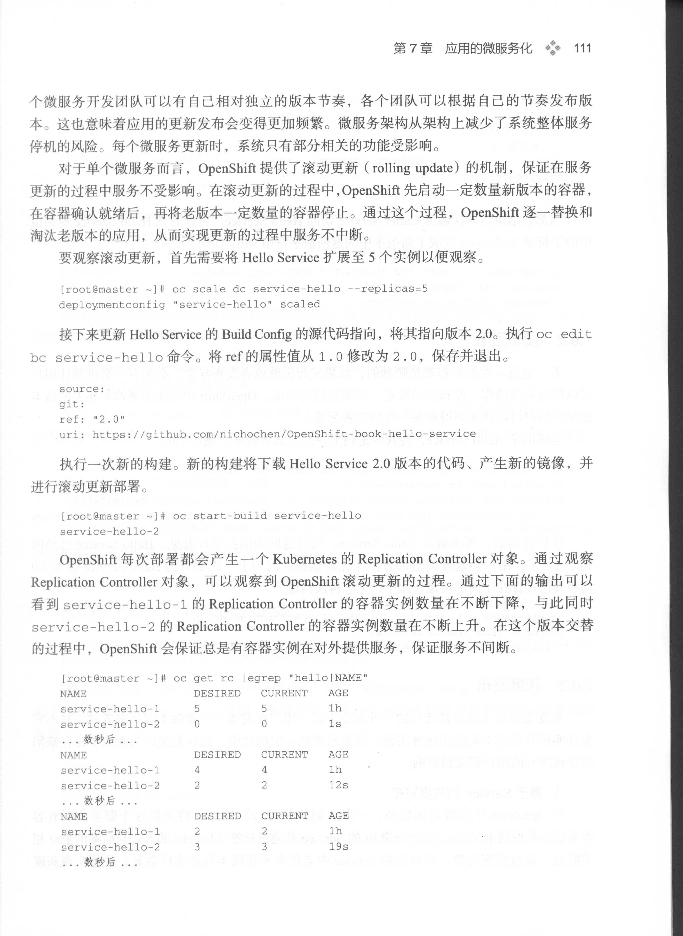 第 7 章 应用的微服务化 111
个微服务开发团队可以有自己相对独立的版本节奏，各个团队可以根据自己的节奏发布版
本。这也意味着应用的更新发布会变得更加频繁。微服务架构从架构上减少了系统整体服务
停机的风险。每个微服务更新时，系统只有部分相关的功能受影响。
对于单个微服务而言，OpenShift 提供了滚动更新（rolling update）的机制，保证在服务
更新的过程中服务不受影响。在滚动更新的过程中，OpenShift 先启动一定数量新版本的容器，
在容器确认就绪后，再将老版本一定数量的容器停止。通过这个过程，OpenShift 逐一替换和
淘汰老版本的应用，从而实现更新的过程中服务不中断。
要观察滚动更新，首先需要将 Hello Service 扩展至 5 个实例以便观察。
[root@master ~]# oc scale dc service-hello --replicas=5
deploymentconfig "service-hello" scaled
接下来更新 Hello Service 的 Build Config 的源代码指向，将其指向版本 2.0。执行 oc edit
bc service-hello 命令。将 ref 的属性值从 1.0 修改为 2.0，保存并退出。
source:
git:
ref: "2.0"
uri: https://github.com/nichochen/OpenShift-book-hello-service
执行一次新的构建。新的构建将下载 Hello Service 2.0 版本的代码、产生新的镜像，并
进行滚动更新部署。
[root@master ~]# oc start-build service-hello
service-hello-2
OpenShift 每次部署都会产生一个 Kubernetes 的 Replication Controller 对象。通过观察
Replication Controller 对象，可以观察到 OpenShift 滚动更新的过程。通过下面的输出可以
看到 service-hello-1 的 Replication Controller 的容器实例数量在不断下降，与此同时
service-hello-2 的 Replication Controller 的容器实例数量在不断上升。在这个版本交替
的过程中，OpenShift 会保证总是有容器实例在对外提供服务，保证服务不间断。
[root@master ~]# oc get rc |egrep "hello|NAME"
NAME DESIRED CURRENT AGE
service-hello-1 5 5 1h
service-hello-2 0 0 1s
... 数秒后 ...
NAME DESIRED CURRENT AGE
service-hello-1 4 4 1h
service-hello-2 2 2 12s
... 数秒后 ...
NAME DESIRED CURRENT AGE
service-hello-1 2 2 1h
service-hello-2 3 3 19s
... 数秒后 ...